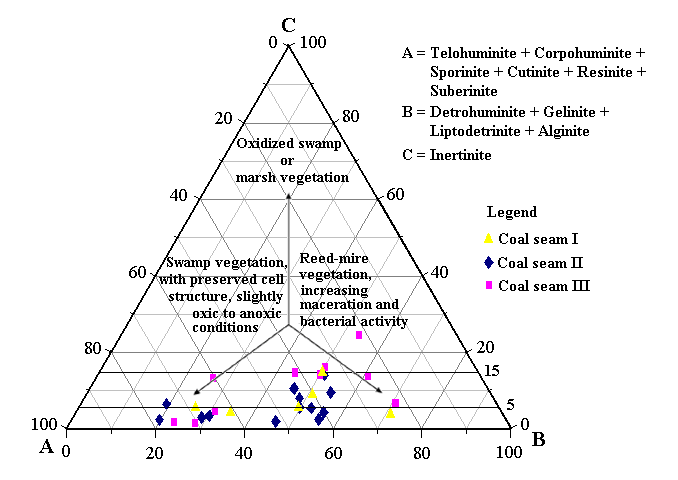 C
0 100
A = Telohuminite + Corpohuminite +
Sporinite + Cutinite + Resinite +
Suberinite
B = Detrohuminite + Gelinite +
Liptodetrinite + Alginite
C = Inertinite
20 80
Oxidized swamp
or
marsh vegetation
40 60
Legend
Coal seam I
Coal seam II
Coal seam III
Swamp vegetation,
with preserved cell
structure, slightly
oxic to anoxic
conditions
Reed-mire
vegetation,
increasing
maceration and
bacterial activity
60 40
80 20
15
5
100 0
A B
0 20 40 60 80 100